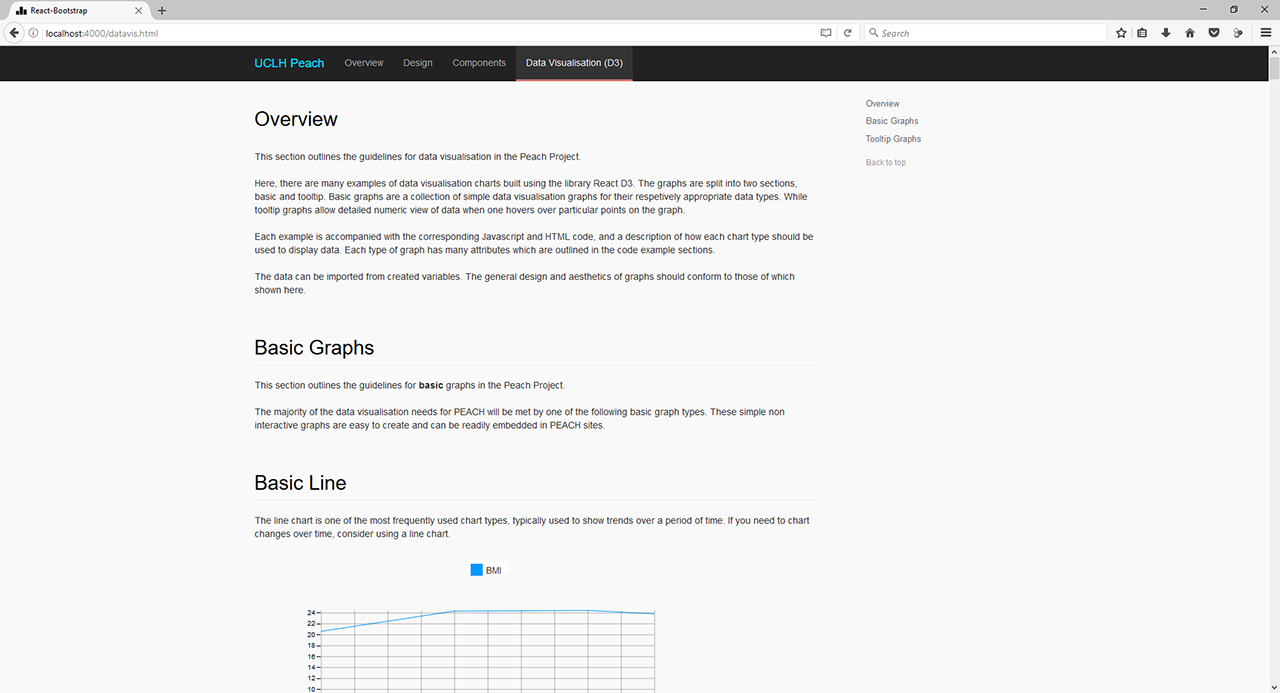 React-Bootstrap
localhost:4000/datavis.html
Search
UCLH Peach Overview Design Components Data Visualisation (D3)
Overview
This section outlines the guidelines for data visualisation in the Peach Project.
Here, there are many examples of data visualisation charts built using the library React D3. The graphs are split into two sections,
basic and tooltip. Basic graphs are a collection of simple data visualisation graphs for their respetively appropriate data types. While
tooltip graphs allow detailed numeric view of data when one hovers over particular points on the graph.
Each example is accompanied with the corresponding Javascript and HTML code, and a description of how each chart type should be
used to display data. Each type of graph has many attributes which are outlined in the code example sections.
The data can be imported from created variables. The general design and aesthetics of graphs should conform to those of which
shown here.
Basic Graphs
This section outlines the guidelines for basic graphs in the Peach Project.
The majority of the data visualisation needs for PEACH will be met by one of the following basic graph types. These simple non
interactive graphs are easy to create and can be readily embedded in PEACH sites.
Basic Line
The line chart is one of the most frequently used chart types, typically used to show trends over a period of time. If you need to chart
changes over time, consider using a line chart.
BMI
24
22
20
18
16
14
12
10
Overview
Basic Graphs
Tooltip Graphs
Back to top